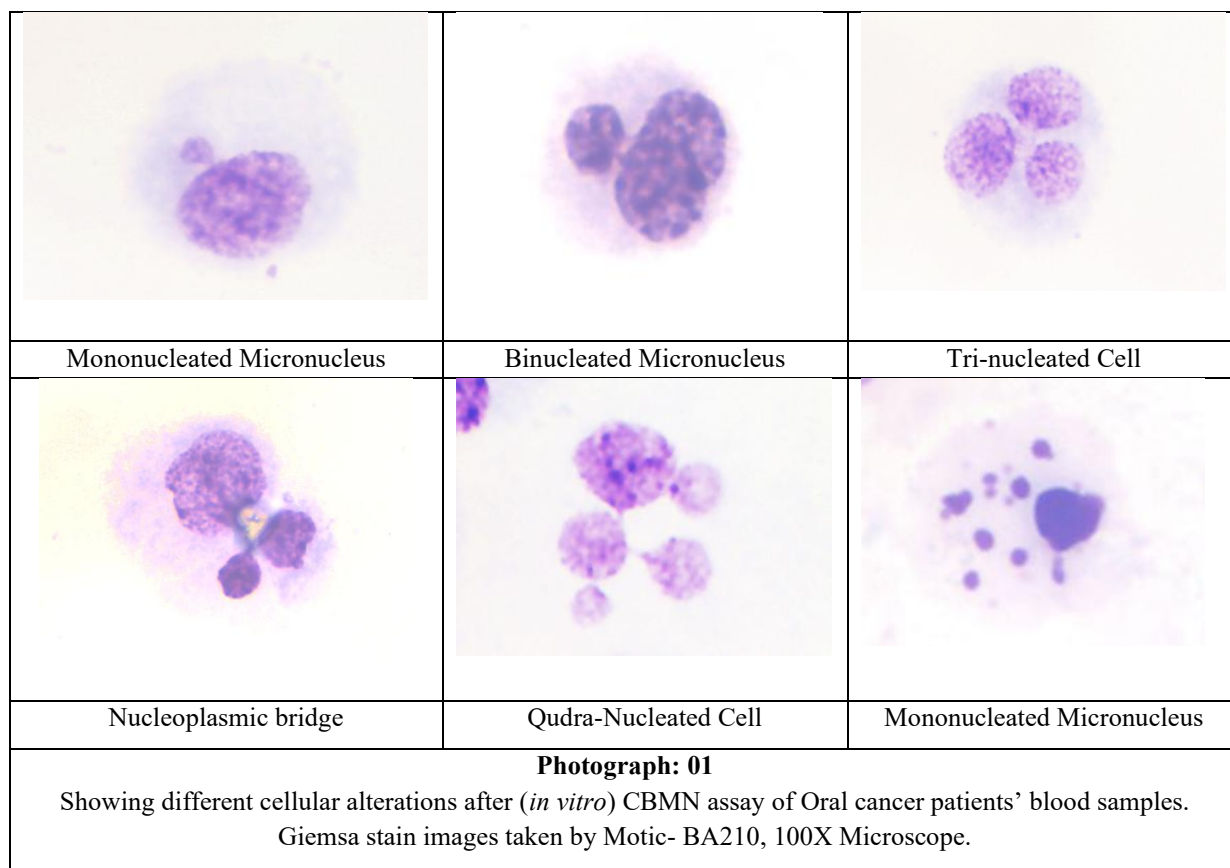 Mononucleated Micronucleus
Binucleated Micronucleus
Tri-nucleated Cell
Nucleoplasmic bridge
Qudra-Nucleated Cell
Mononucleated Micronucleus
Photograph: 01
Showing different cellular alterations after (in vitro) CBMN assay of Oral cancer patients’ blood samples.
Giemsa stain images taken by Motic- BA210, 100X Microscope.